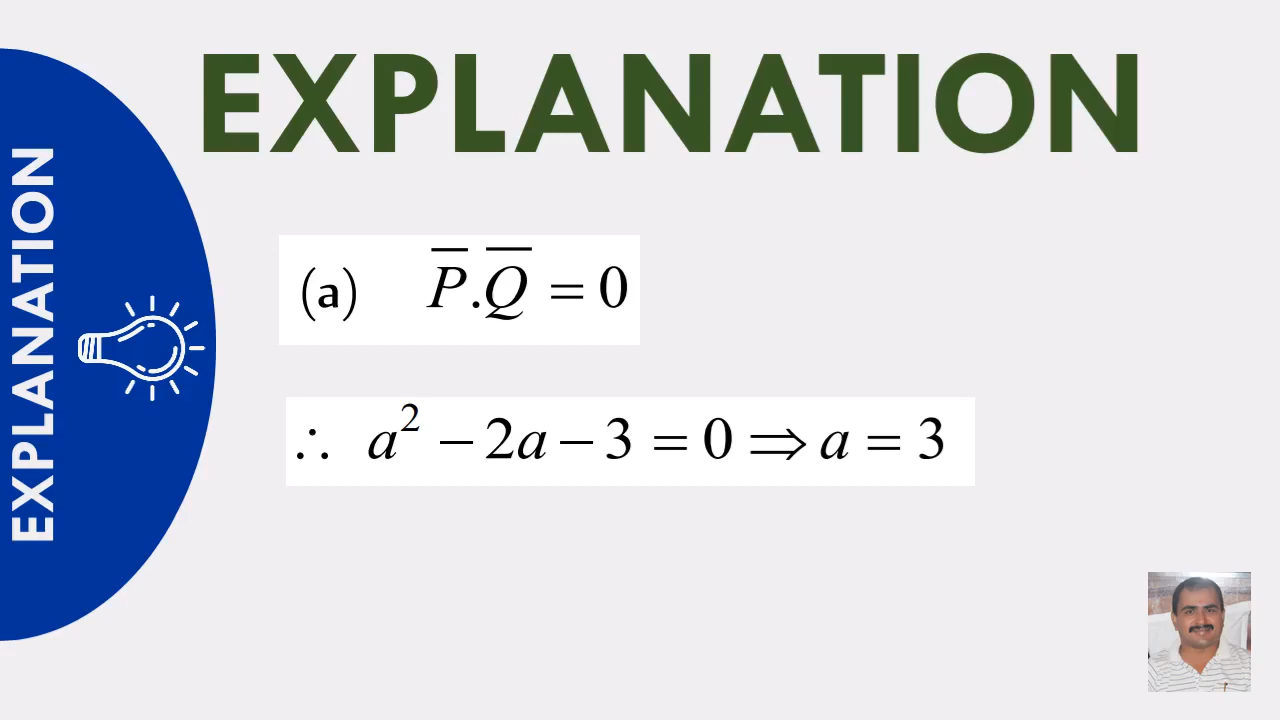 EXPLANATION
EXPLANATION
(a) P̅.Q̅ = 0
∴ a² − 2a − 3 = 0 ⇒ a = 3